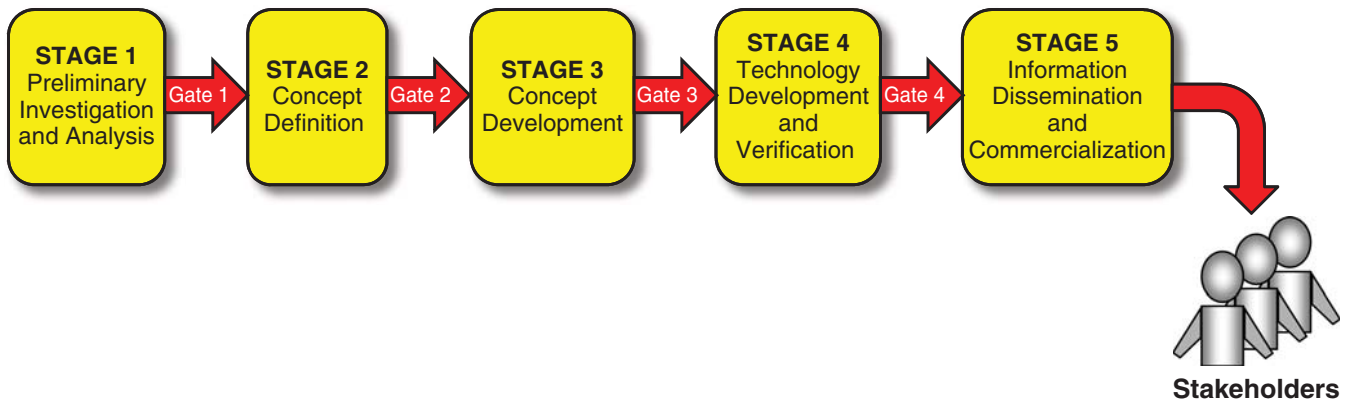 STAGE 1
Preliminary
Investigation
and Analysis
Gate 1
STAGE 2
Concept
Definition
Gate 2
STAGE 3
Concept
Development
Gate 3
STAGE 4
Technology
Development
and
Verification
Gate 4
STAGE 5
Information
Dissemination
and
Commercialization
Stakeholders